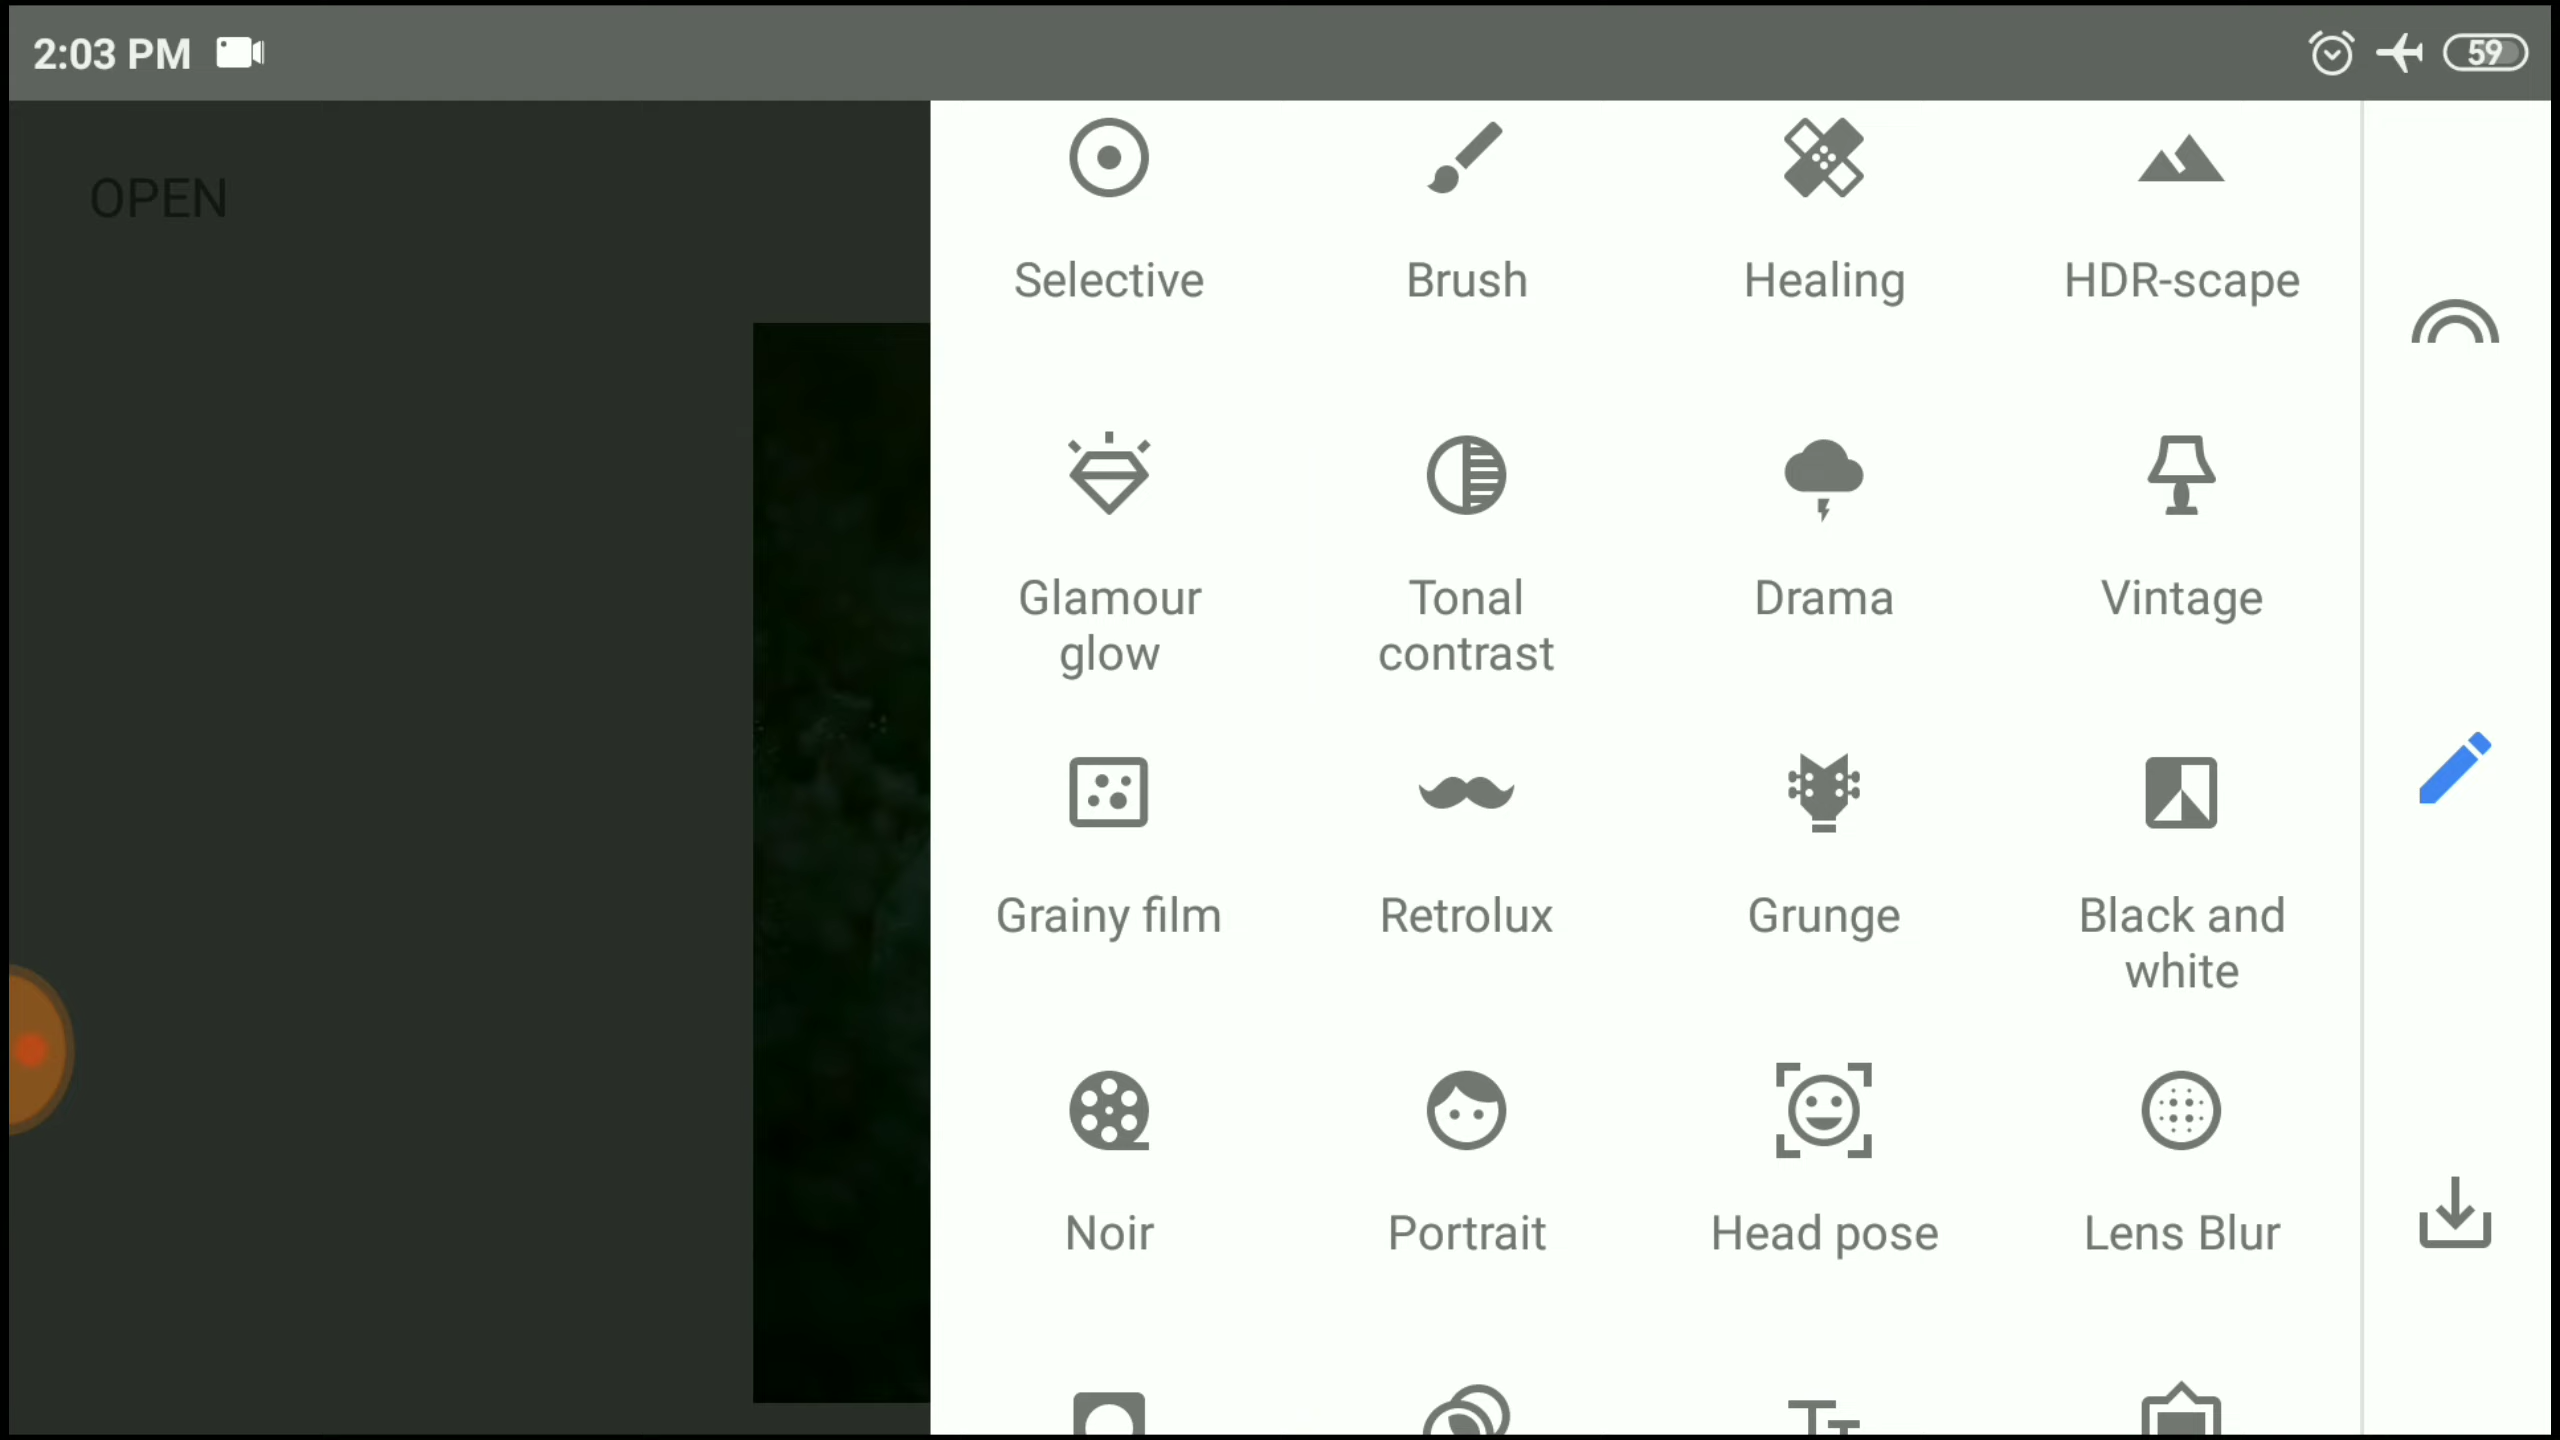 2:03 PM
59
OPEN
Selective
Brush
Healing
HDR-scape
Glamour
glow
Tonal
contrast
Drama
Vintage
Grainy film
Retrolux
Grunge
Black and
white
Noir
Portrait
Head pose
Lens Blur